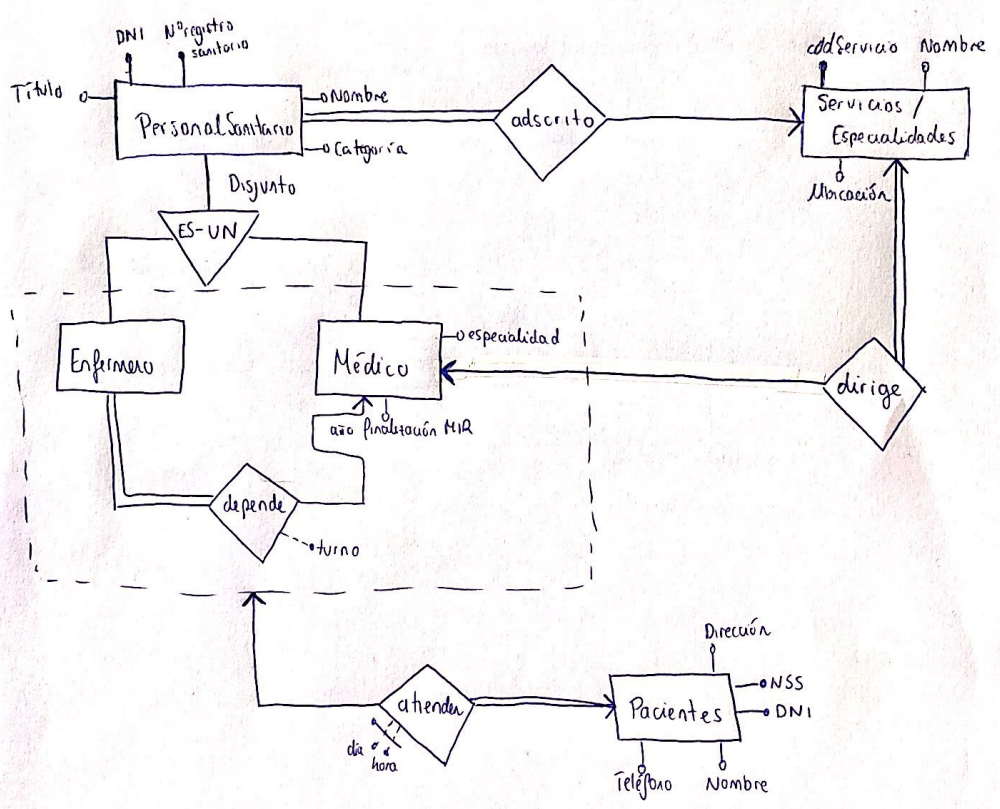 DNI
Nº registro
sanitario
Título
Nombre
PersonalSanitario
Categoría
adscrito
códServicio
Nombre
Servicios /
Especialidades
Ubicación
Disjunto
ES-UN
Enfermero
Médico
especialidad
año finalización MIR
dirige
depende
turno
Dirección
NSS
Pacientes
DNI
atender
día
hora
Teléfono
Nombre